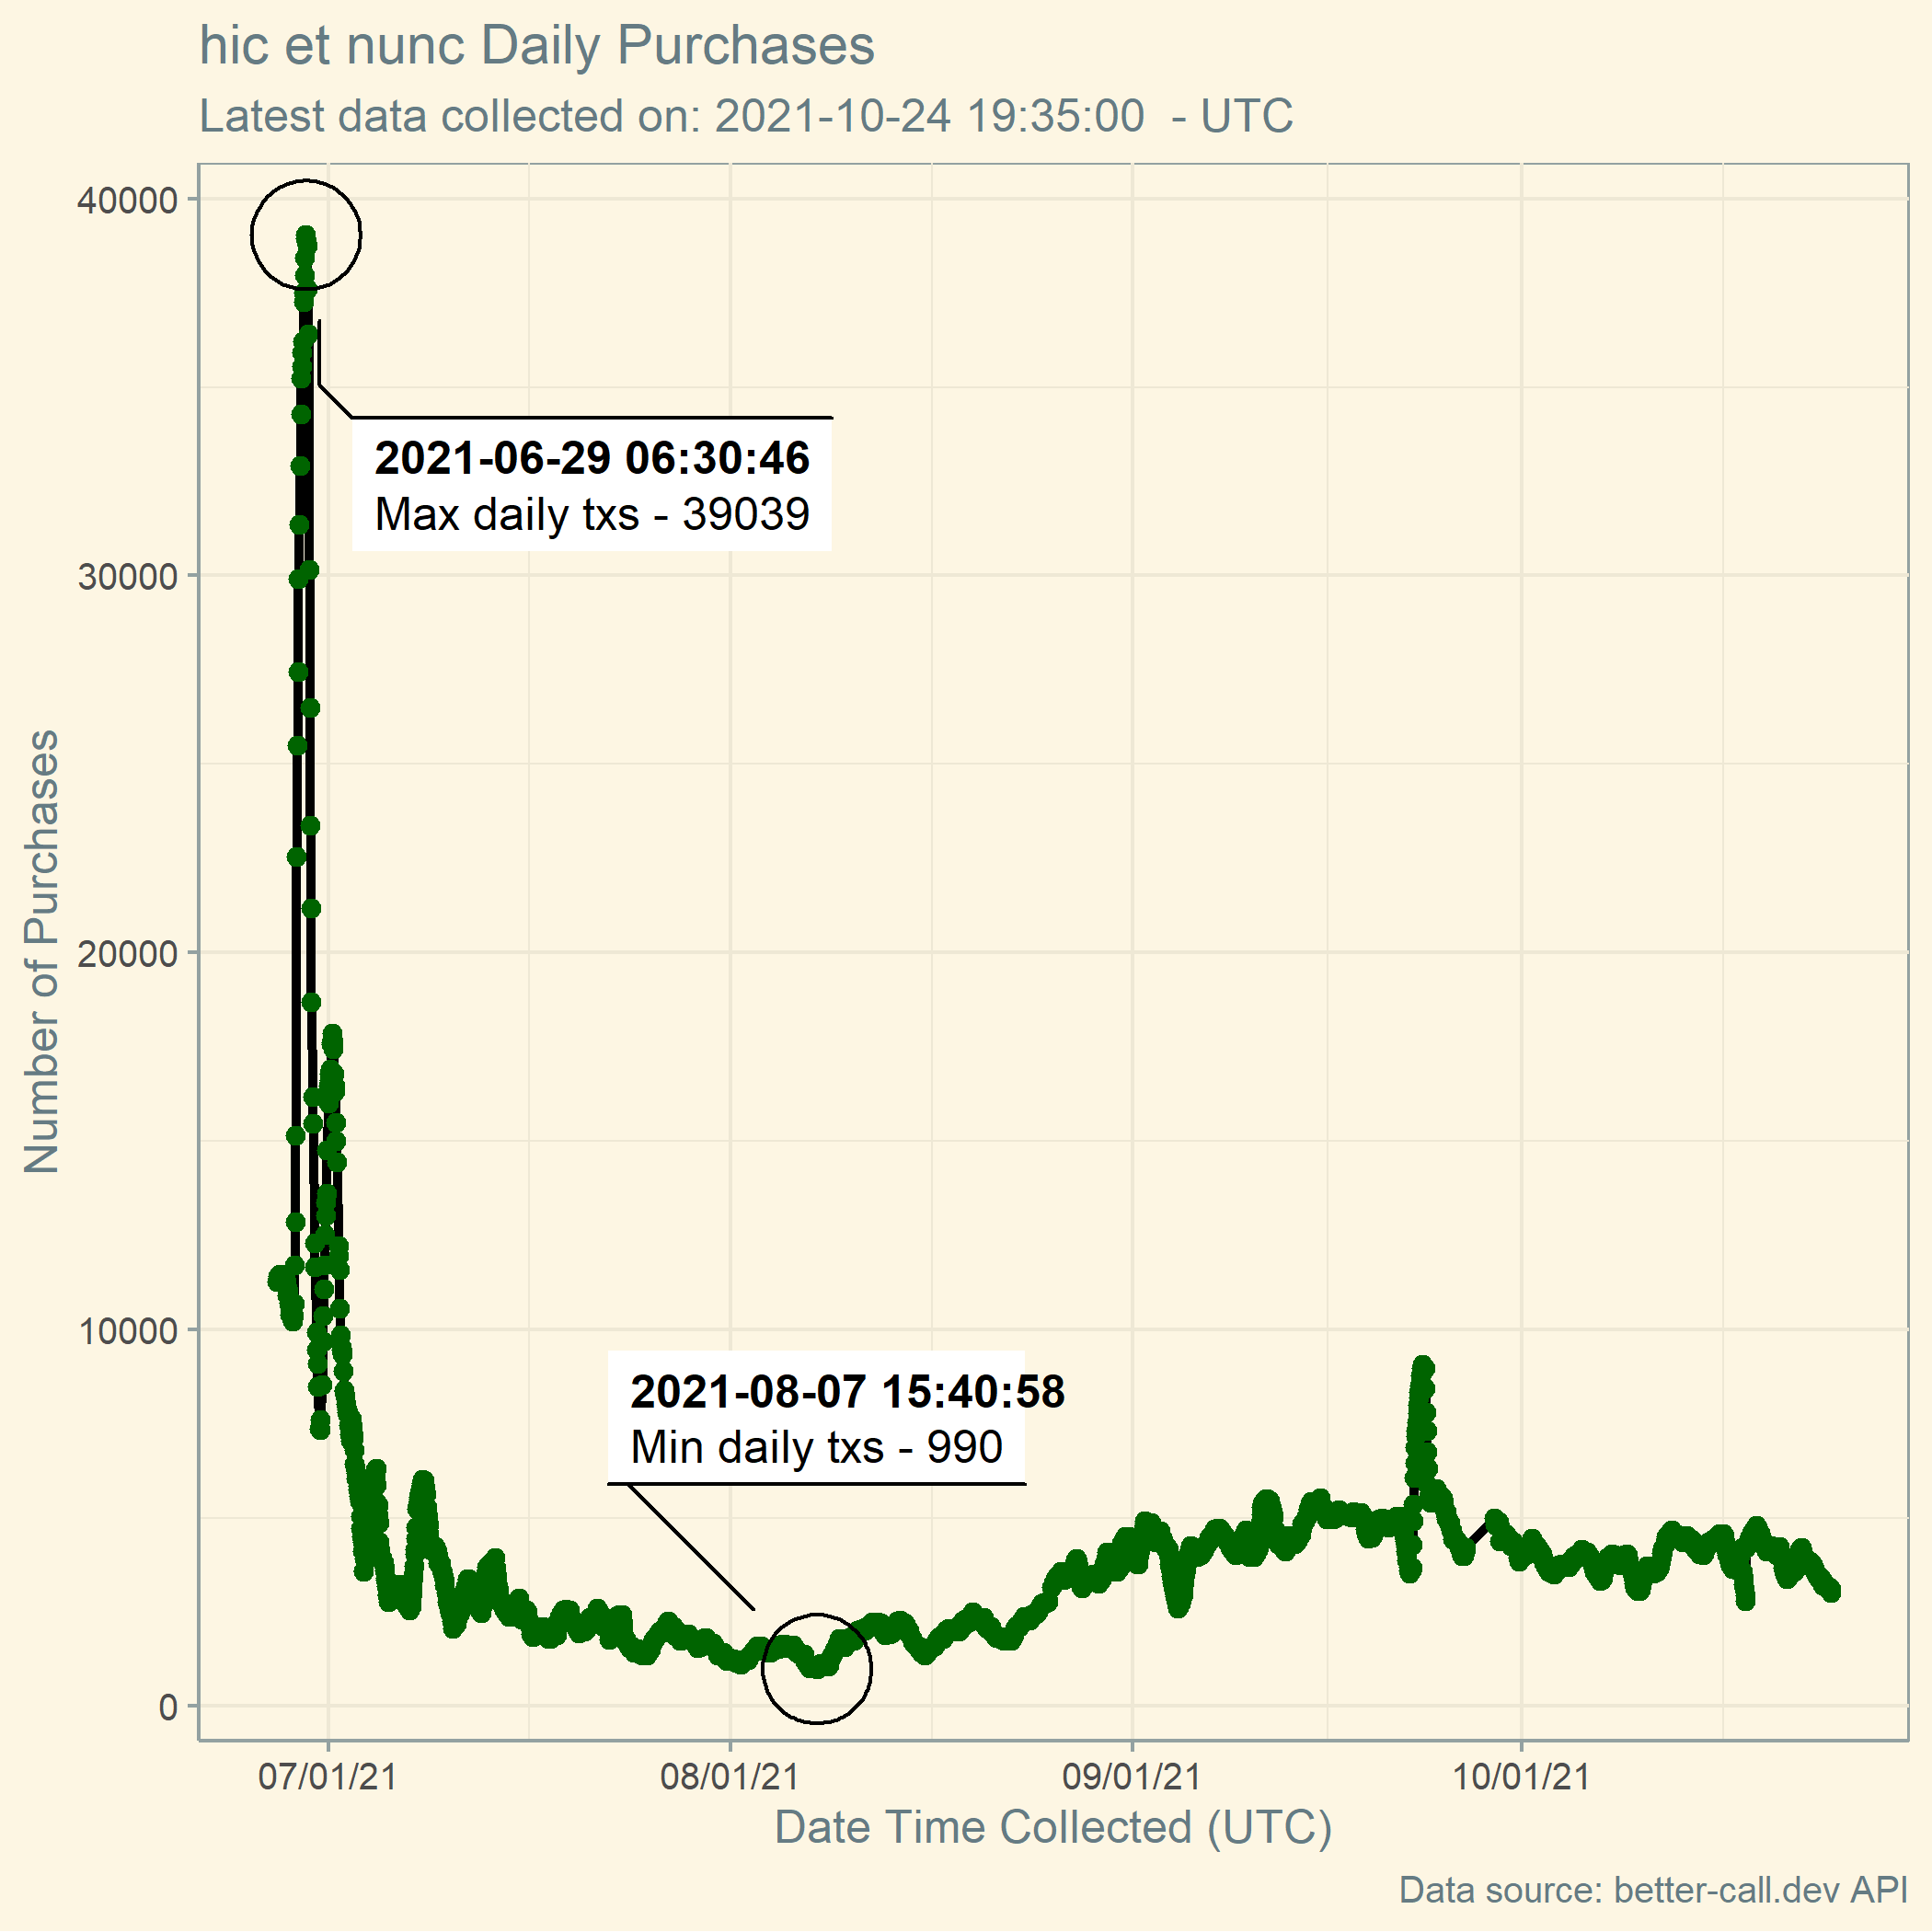 hic et nunc Daily Purchases
Latest data collected on: 2021-10-24 19:35:00  - UTC
40000
30000
20000
10000
0
Number of Purchases
2021-06-29 06:30:46
Max daily txs - 39039
2021-08-07 15:40:58
Min daily txs - 990
07/01/21
08/01/21
09/01/21
10/01/21
Date Time Collected (UTC)
Data source: better-call.dev API